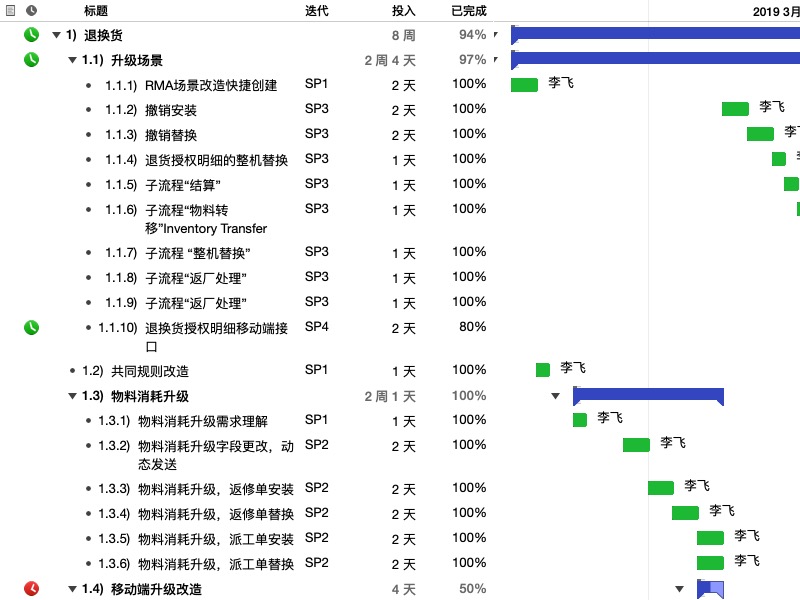 标题 迭代 投入 已完成 2019 3月
1) 退换货 8 周 94%
1.1) 升级场景 2 周 4 天 97%
1.1.1) RMA场景改造快捷创建 SP1 2 天 100% 李飞
1.1.2) 撤销安装 SP3 2 天 100% 李飞
1.1.3) 撤销替换 SP3 2 天 100% 李
1.1.4) 退货授权明细的整机替换 SP3 1 天 100%
1.1.5) 子流程“结算” SP3 1 天 100%
1.1.6) 子流程“物料转 SP3 1 天 100%
移”Inventory Transfer
1.1.7) 子流程 “整机替换” SP3 1 天 100%
1.1.8) 子流程“返厂处理” SP3 1 天 100%
1.1.9) 子流程“返厂处理” SP3 1 天 100%
1.1.10) 退换货授权明细移动端接 SP4 2 天 80%
口
1.2) 共同规则改造 SP1 1 天 100% 李飞
1.3) 物料消耗升级 2 周 1 天 100%
1.3.1) 物料消耗升级需求理解 SP1 1 天 100% 李飞
1.3.2) 物料消耗升级字段更改，动 SP2 2 天 100% 李飞
态发送
1.3.3) 物料消耗升级，返修单安装 SP2 2 天 100% 李飞
1.3.4) 物料消耗升级，返修单替换 SP2 2 天 100% 李飞
1.3.5) 物料消耗升级，派工单安装 SP2 2 天 100% 李飞
1.3.6) 物料消耗升级，派工单替换 SP2 2 天 100% 李飞
1.4) 移动端升级改造 4 天 50%